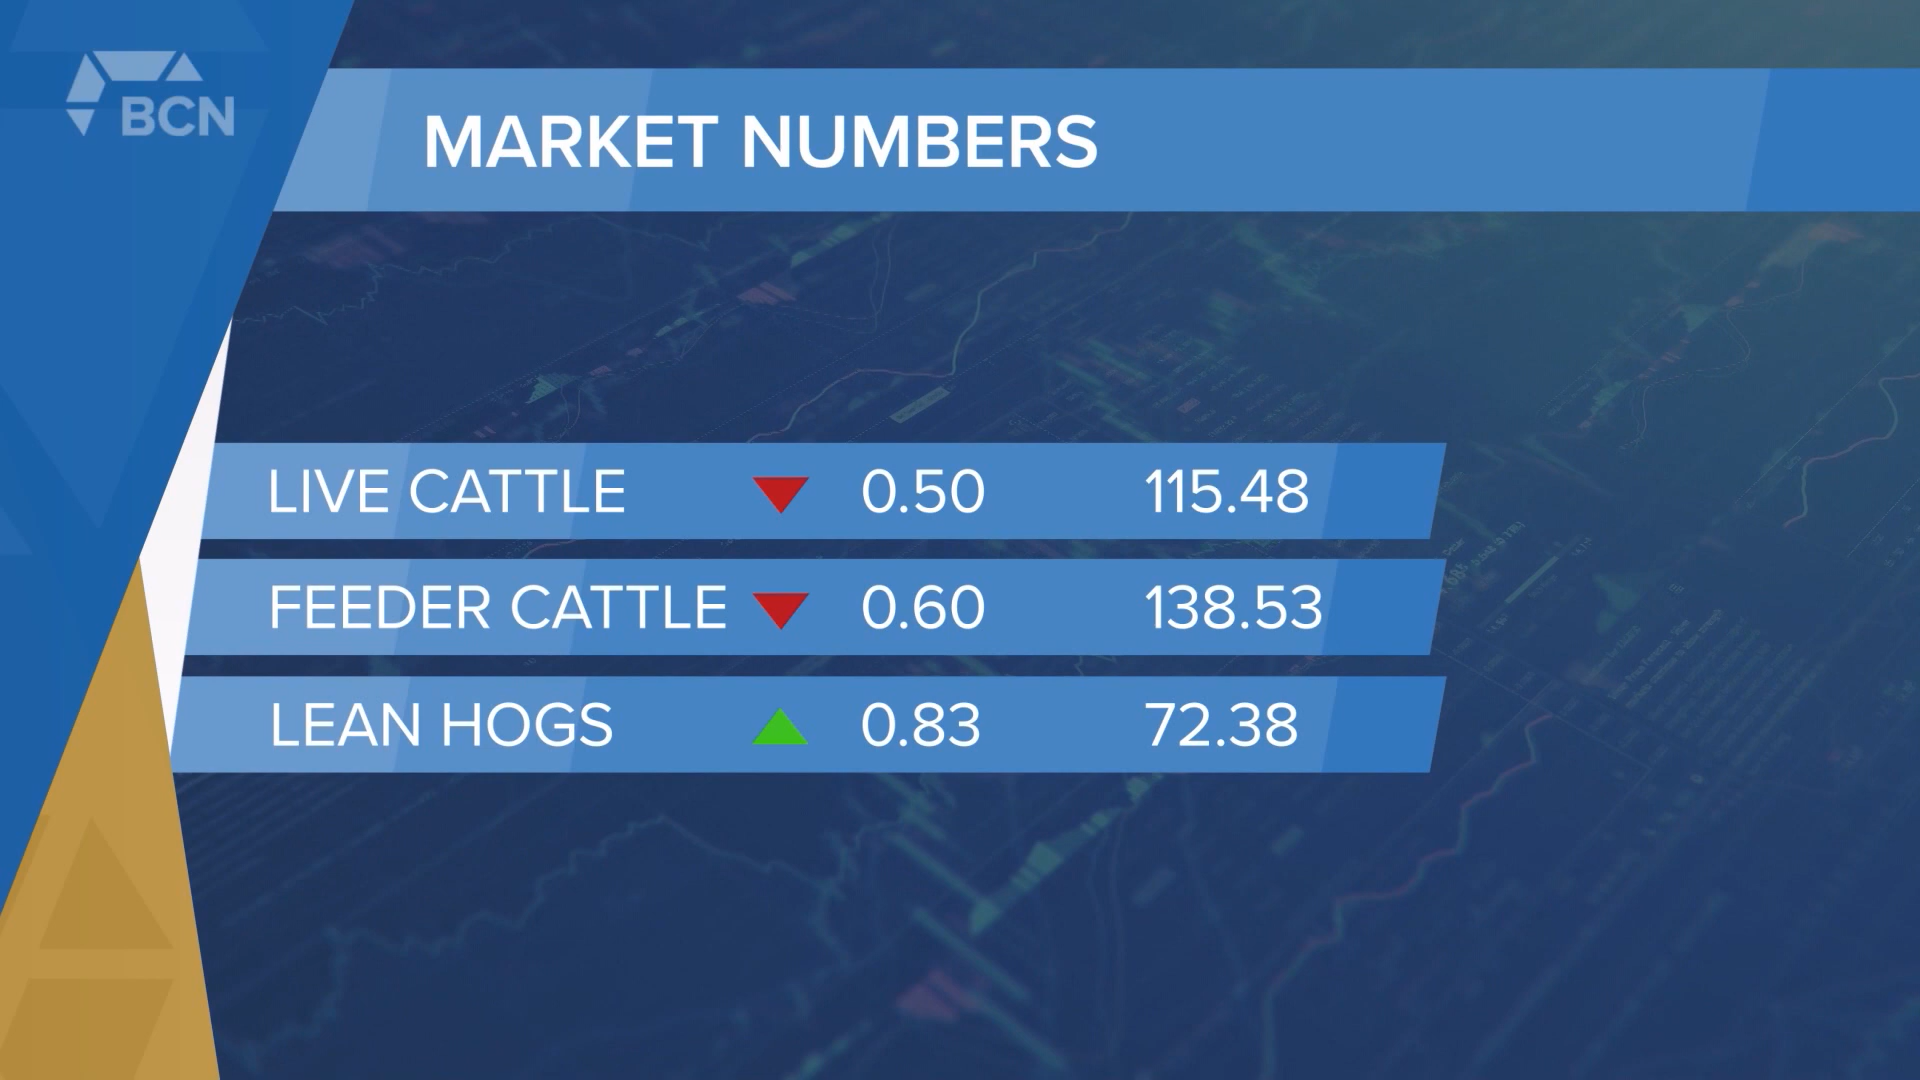 BCN
MARKET NUMBERS
LIVE CATTLE 0.50 115.48
FEEDER CATTLE 0.60 138.53
LEAN HOGS 0.83 72.38